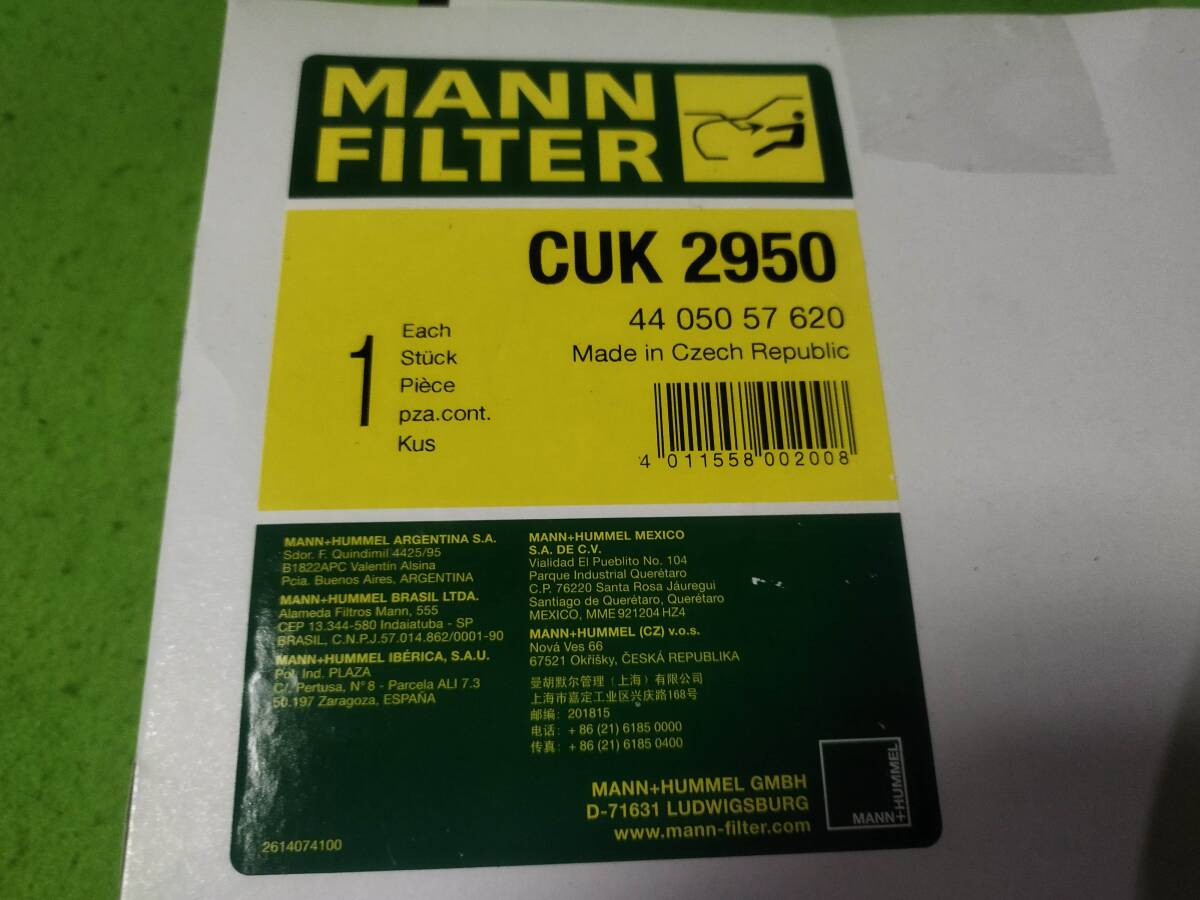 MANN
FILTER
CUK 2950
44 050 57 620
Made in Czech Republic
1
Each
Stück
Pièce
pza.cont.
Kus
4 011558 002008
MANN+HUMMEL ARGENTINA S.A.
Sdor. F. Quindimil 4425/95
B1822APC Valentín Alsina
Pcia. Buenos Aires, ARGENTINA
MANN+HUMMEL BRASIL LTDA.
Alameda Filtros Mann, 555
CEP 13.344-580 Indaiatuba - SP
BRASIL, C.N.P.J.57.014.862/0001-90
MANN+HUMMEL IBÉRICA, S.A.U.
Pol. Ind. PLAZA
C/. Pertusa, N° 8 - Parcela ALI 7.3
50.197 Zaragoza, ESPAÑA
MANN+HUMMEL MEXICO
S.A. DE C.V.
Vialidad El Pueblito No. 104
Parque Industrial Querétaro
C.P. 76220 Santa Rosa Jáuregui
Santiago de Querétaro, Querétaro
MEXICO, MME 921204 HZ4
MANN+HUMMEL (CZ) v.o.s.
Nová Ves 66
67521 Okříšky, ČESKÁ REPUBLIKA
曼胡默尔管理（上海）有限公司
上海市嘉定工业区兴庆路168号
邮编: 201815
电话: + 86 (21) 6185 0000
传真: + 86 (21) 6185 0400
MANN+HUMMEL GMBH
D-71631 LUDWIGSBURG
www.mann-filter.com
MANN
+HUMMEL
2614074100